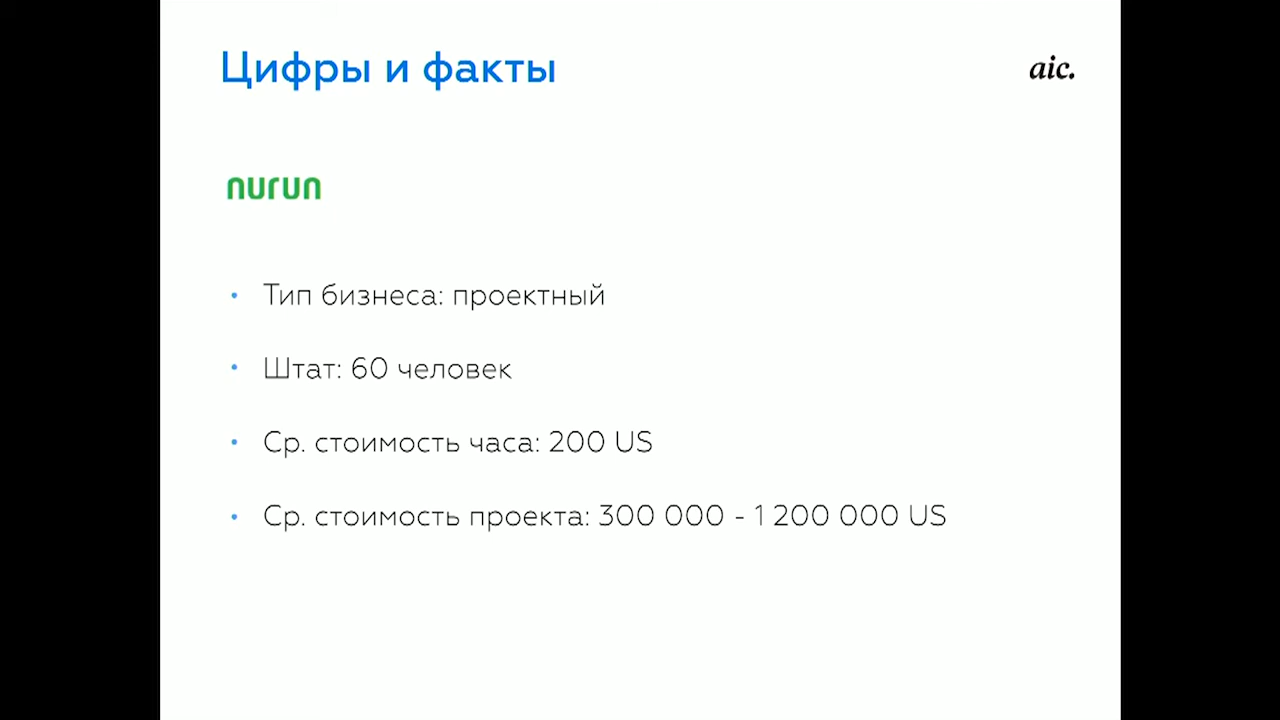 Цифры и факты
aic.
nurun
• Тип бизнеса: проектный
• Штат: 60 человек
• Ср. стоимость часа: 200 US
• Ср. стоимость проекта: 300 000 - 1 200 000 US